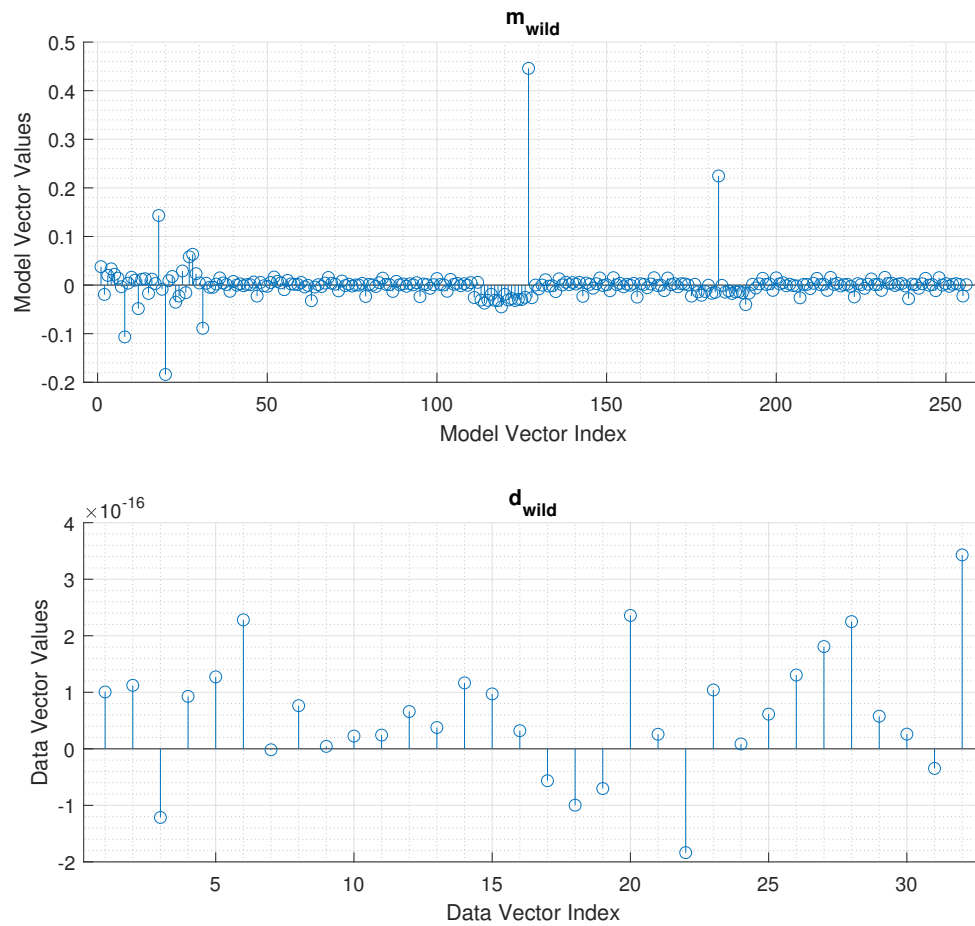 m_wild
0.5
0.4
0.3
0.2
0.1
0
-0.1
-0.2
Model Vector Values
0 50 100 150 200 250
Model Vector Index
d_wild
×10^-16
4
3
2
1
0
-1
-2
Data Vector Values
5 10 15 20 25 30
Data Vector Index